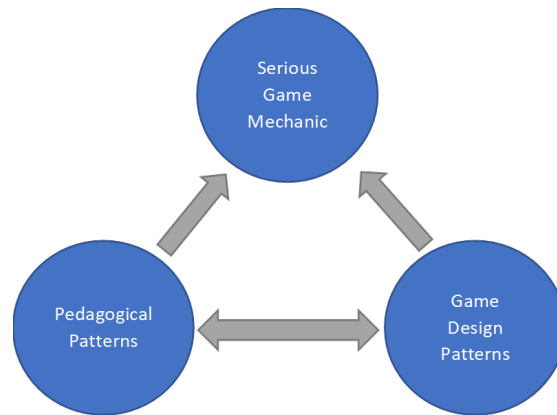 Serious
Game
Mechanic
Pedagogical
Patterns
Game
Design
Patterns